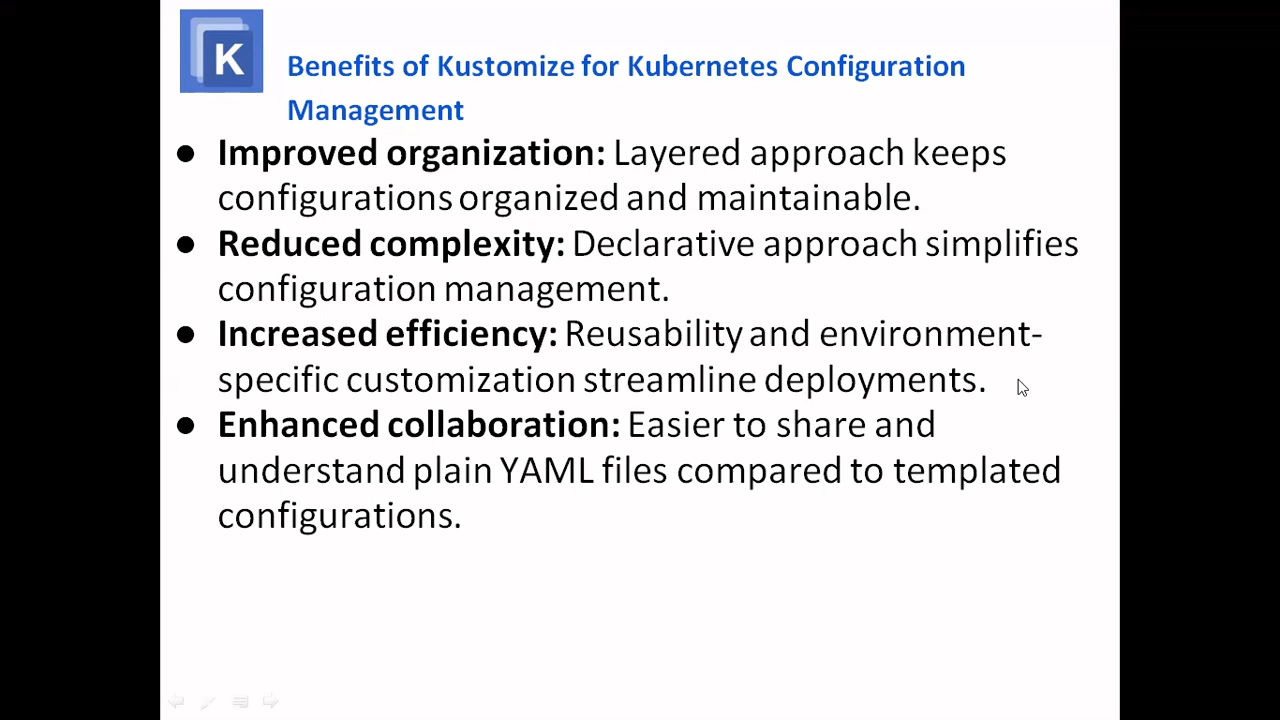 K
Benefits of Kustomize for Kubernetes Configuration
Management
● Improved organization: Layered approach keeps
configurations organized and maintainable.
● Reduced complexity: Declarative approach simplifies
configuration management.
● Increased efficiency: Reusability and environment-
specific customization streamline deployments.
● Enhanced collaboration: Easier to share and
understand plain YAML files compared to templated
configurations.